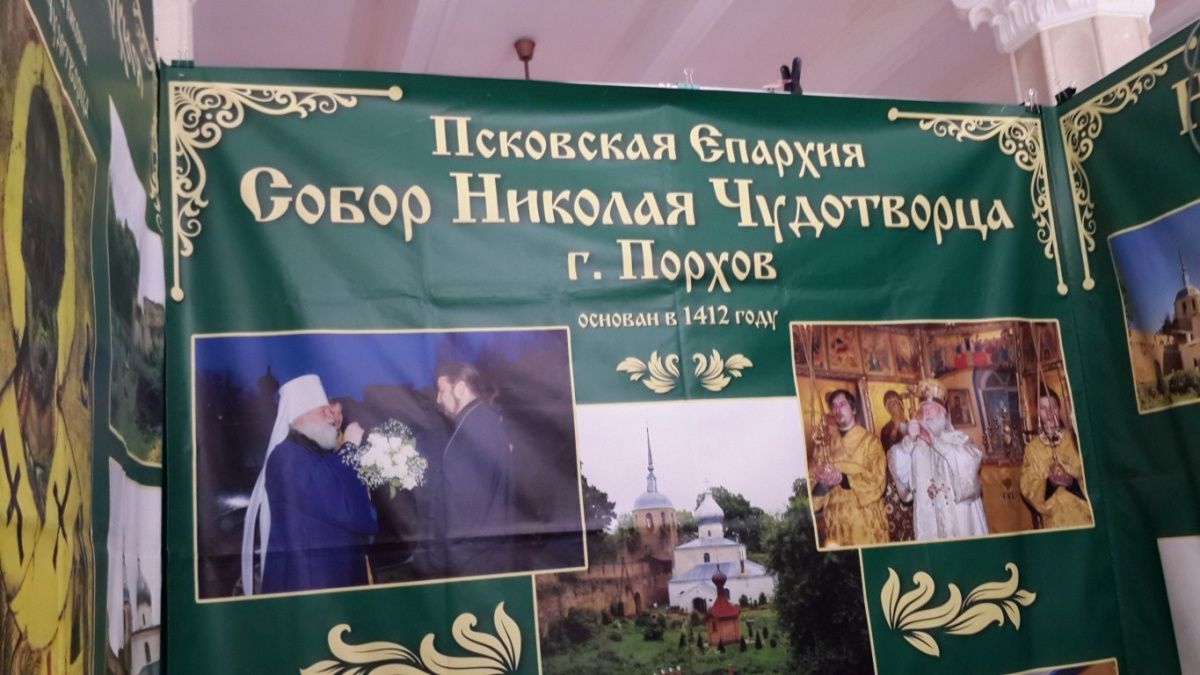 Псковская Епархия
Собор Николая Чудотворца
г. Порхов
основан в 1412 году